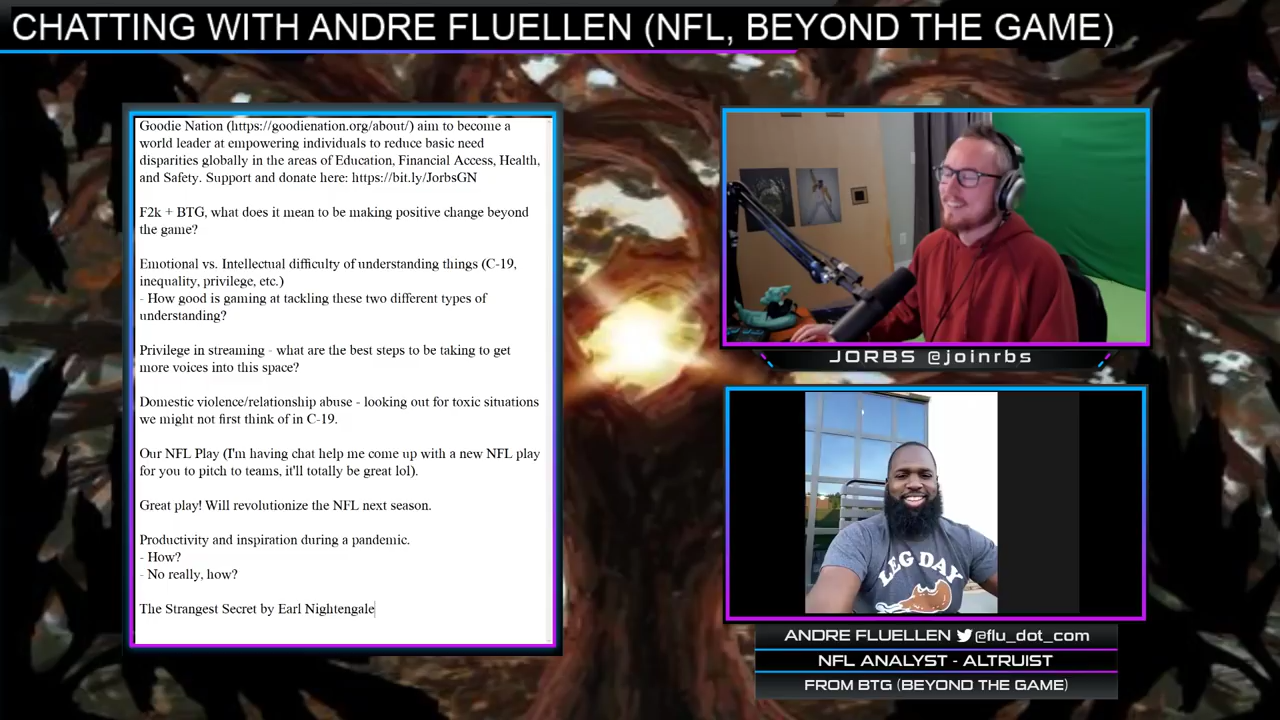 CHATTING WITH ANDRE FLUELLEN (NFL, BEYOND THE GAME)
Goodie Nation (https://goodienation.org/about/) aim to become a
world leader at empowering individuals to reduce basic need
disparities globally in the areas of Education, Financial Access, Health,
and Safety. Support and donate here: https://bit.ly/JorbsGN
F2k + BTG, what does it mean to be making positive change beyond
the game?
Emotional vs. Intellectual difficulty of understanding things (C-19,
inequality, privilege, etc.)
- How good is gaming at tackling these two different types of
understanding?
Privilege in streaming - what are the best steps to be taking to get
more voices into this space?
Domestic violence/relationship abuse - looking out for toxic situations
we might not first think of in C-19.
Our NFL Play (I'm having chat help me come up with a new NFL play
for you to pitch to teams, it'll totally be great lol).
Great play! Will revolutionize the NFL next season.
Productivity and inspiration during a pandemic.
- How?
- No really, how?
The Strangest Secret by Earl Nightengale
JORBS @joinrbs
LEG DAY
ANDRE FLUELLEN @flu_dot_com
NFL ANALYST - ALTRUIST
FROM BTG (BEYOND THE GAME)